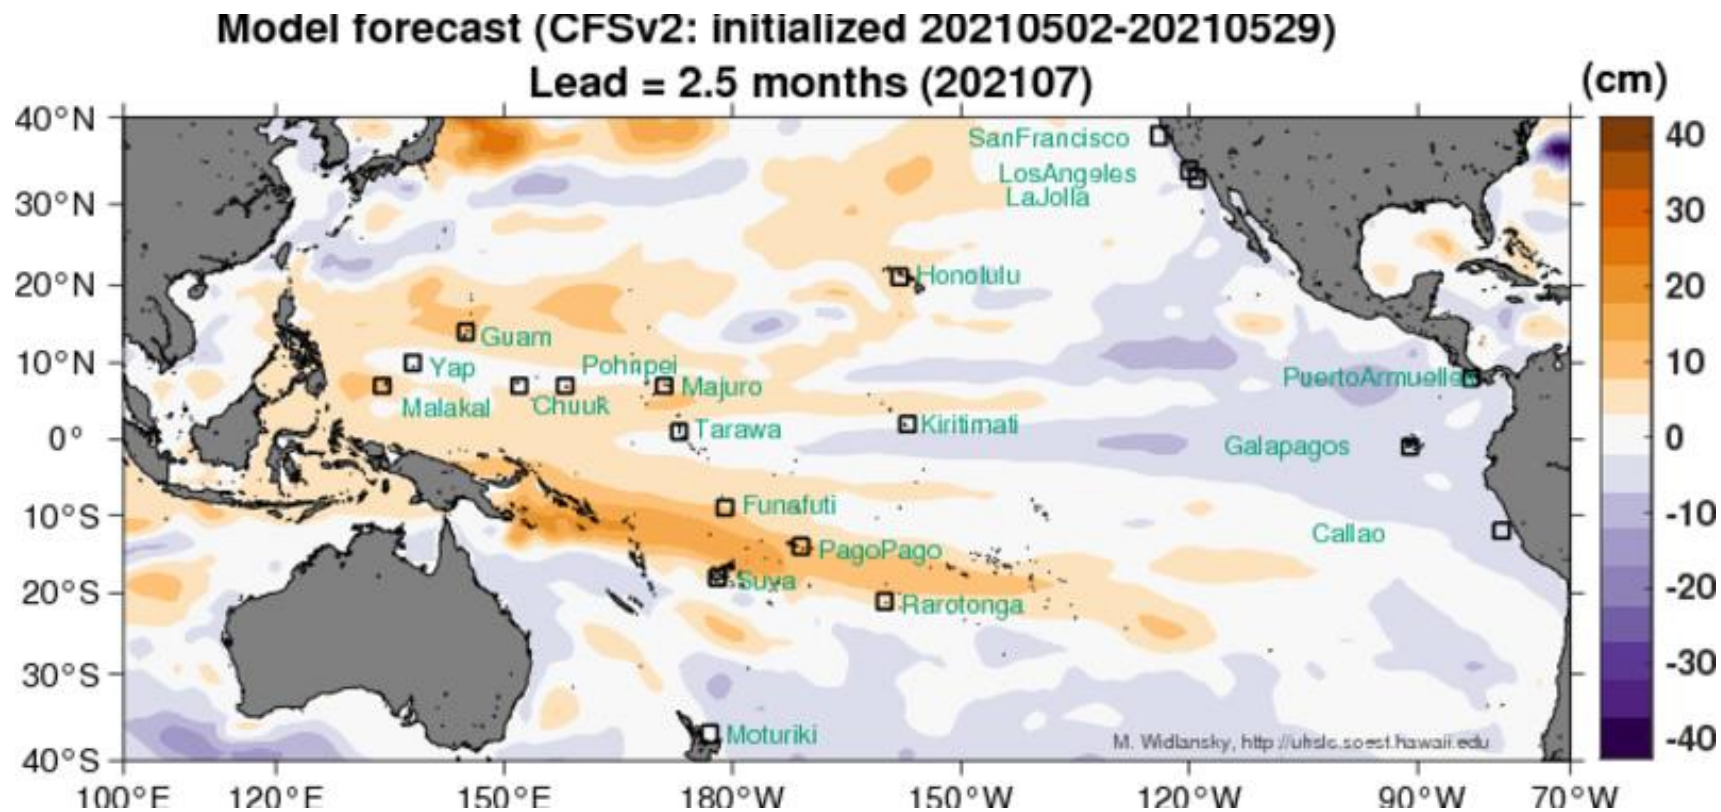 Model forecast (CFSv2: initialized 20210502-20210529)
Lead = 2.5 months (202107)
(cm)
40°N
30°N
20°N
10°N
0°
10°S
20°S
30°S
40°S
SanFrancisco
LosAngeles
LaJolla
Honolulu
Guam
Yap
Pohnpei
Malakal
Chuuk
Majuro
PuertoArmuelles
Tarawa
Kiritimati
Galapagos
Funafuti
Callao
PagoPago
Suva
Rarotonga
Moturiki
M. Widlansky, http://uhslc.soest.hawaii.edu
100°E 120°E 150°E 180°W 150°W 120°W 90°W 70°W
40
30
20
10
0
-10
-20
-30
-40